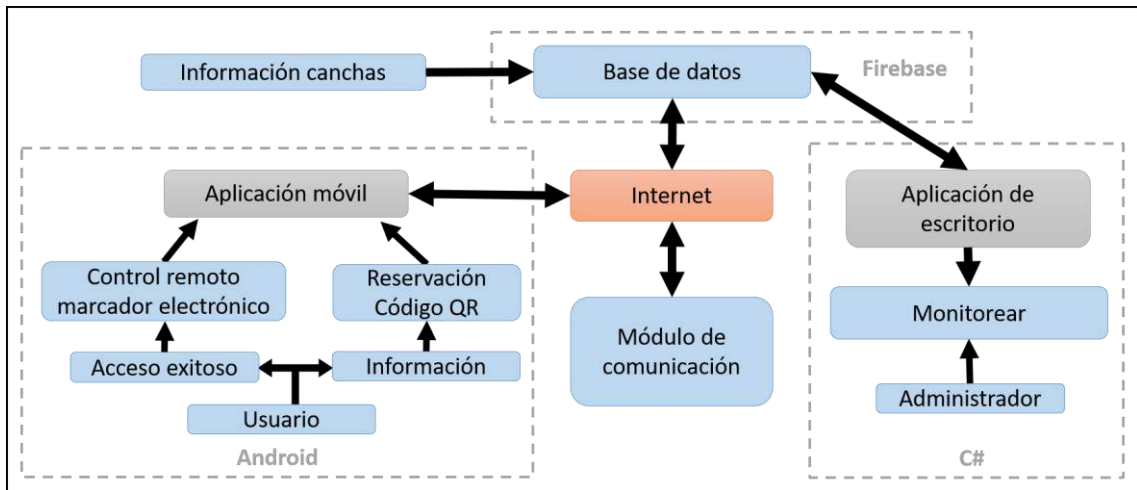 Información canchas
Base de datos
Firebase
Aplicación móvil
Internet
Aplicación de
escritorio
Control remoto
marcador electrónico
Reservación
Código QR
Módulo de
comunicación
Monitorear
Acceso exitoso
Información
Administrador
Usuario
Android
C#